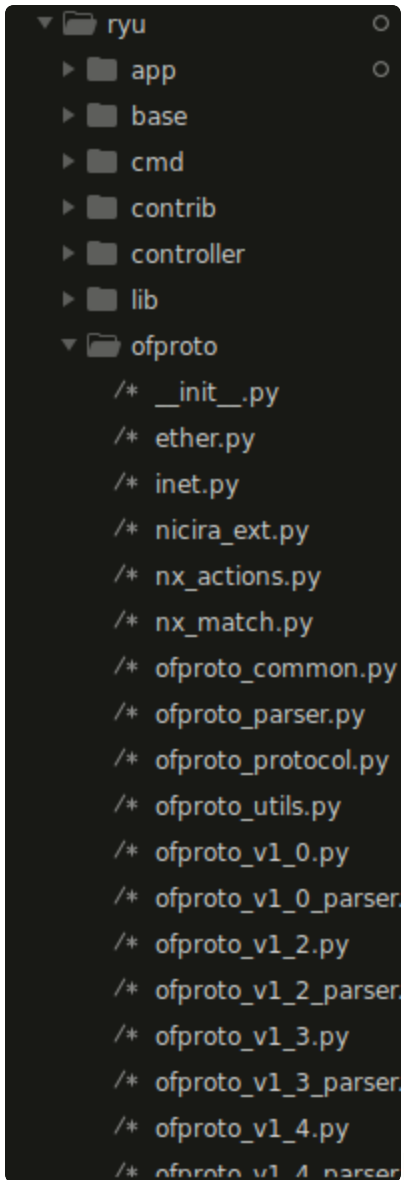 ryu
app
base
cmd
contrib
controller
lib
ofproto
/* __init__.py
/* ether.py
/* inet.py
/* nicira_ext.py
/* nx_actions.py
/* nx_match.py
/* ofproto_common.py
/* ofproto_parser.py
/* ofproto_protocol.py
/* ofproto_utils.py
/* ofproto_v1_0.py
/* ofproto_v1_0_parser.
/* ofproto_v1_2.py
/* ofproto_v1_2_parser.
/* ofproto_v1_3.py
/* ofproto_v1_3_parser.
/* ofproto_v1_4.py
/* ofproto_v1_4_parser